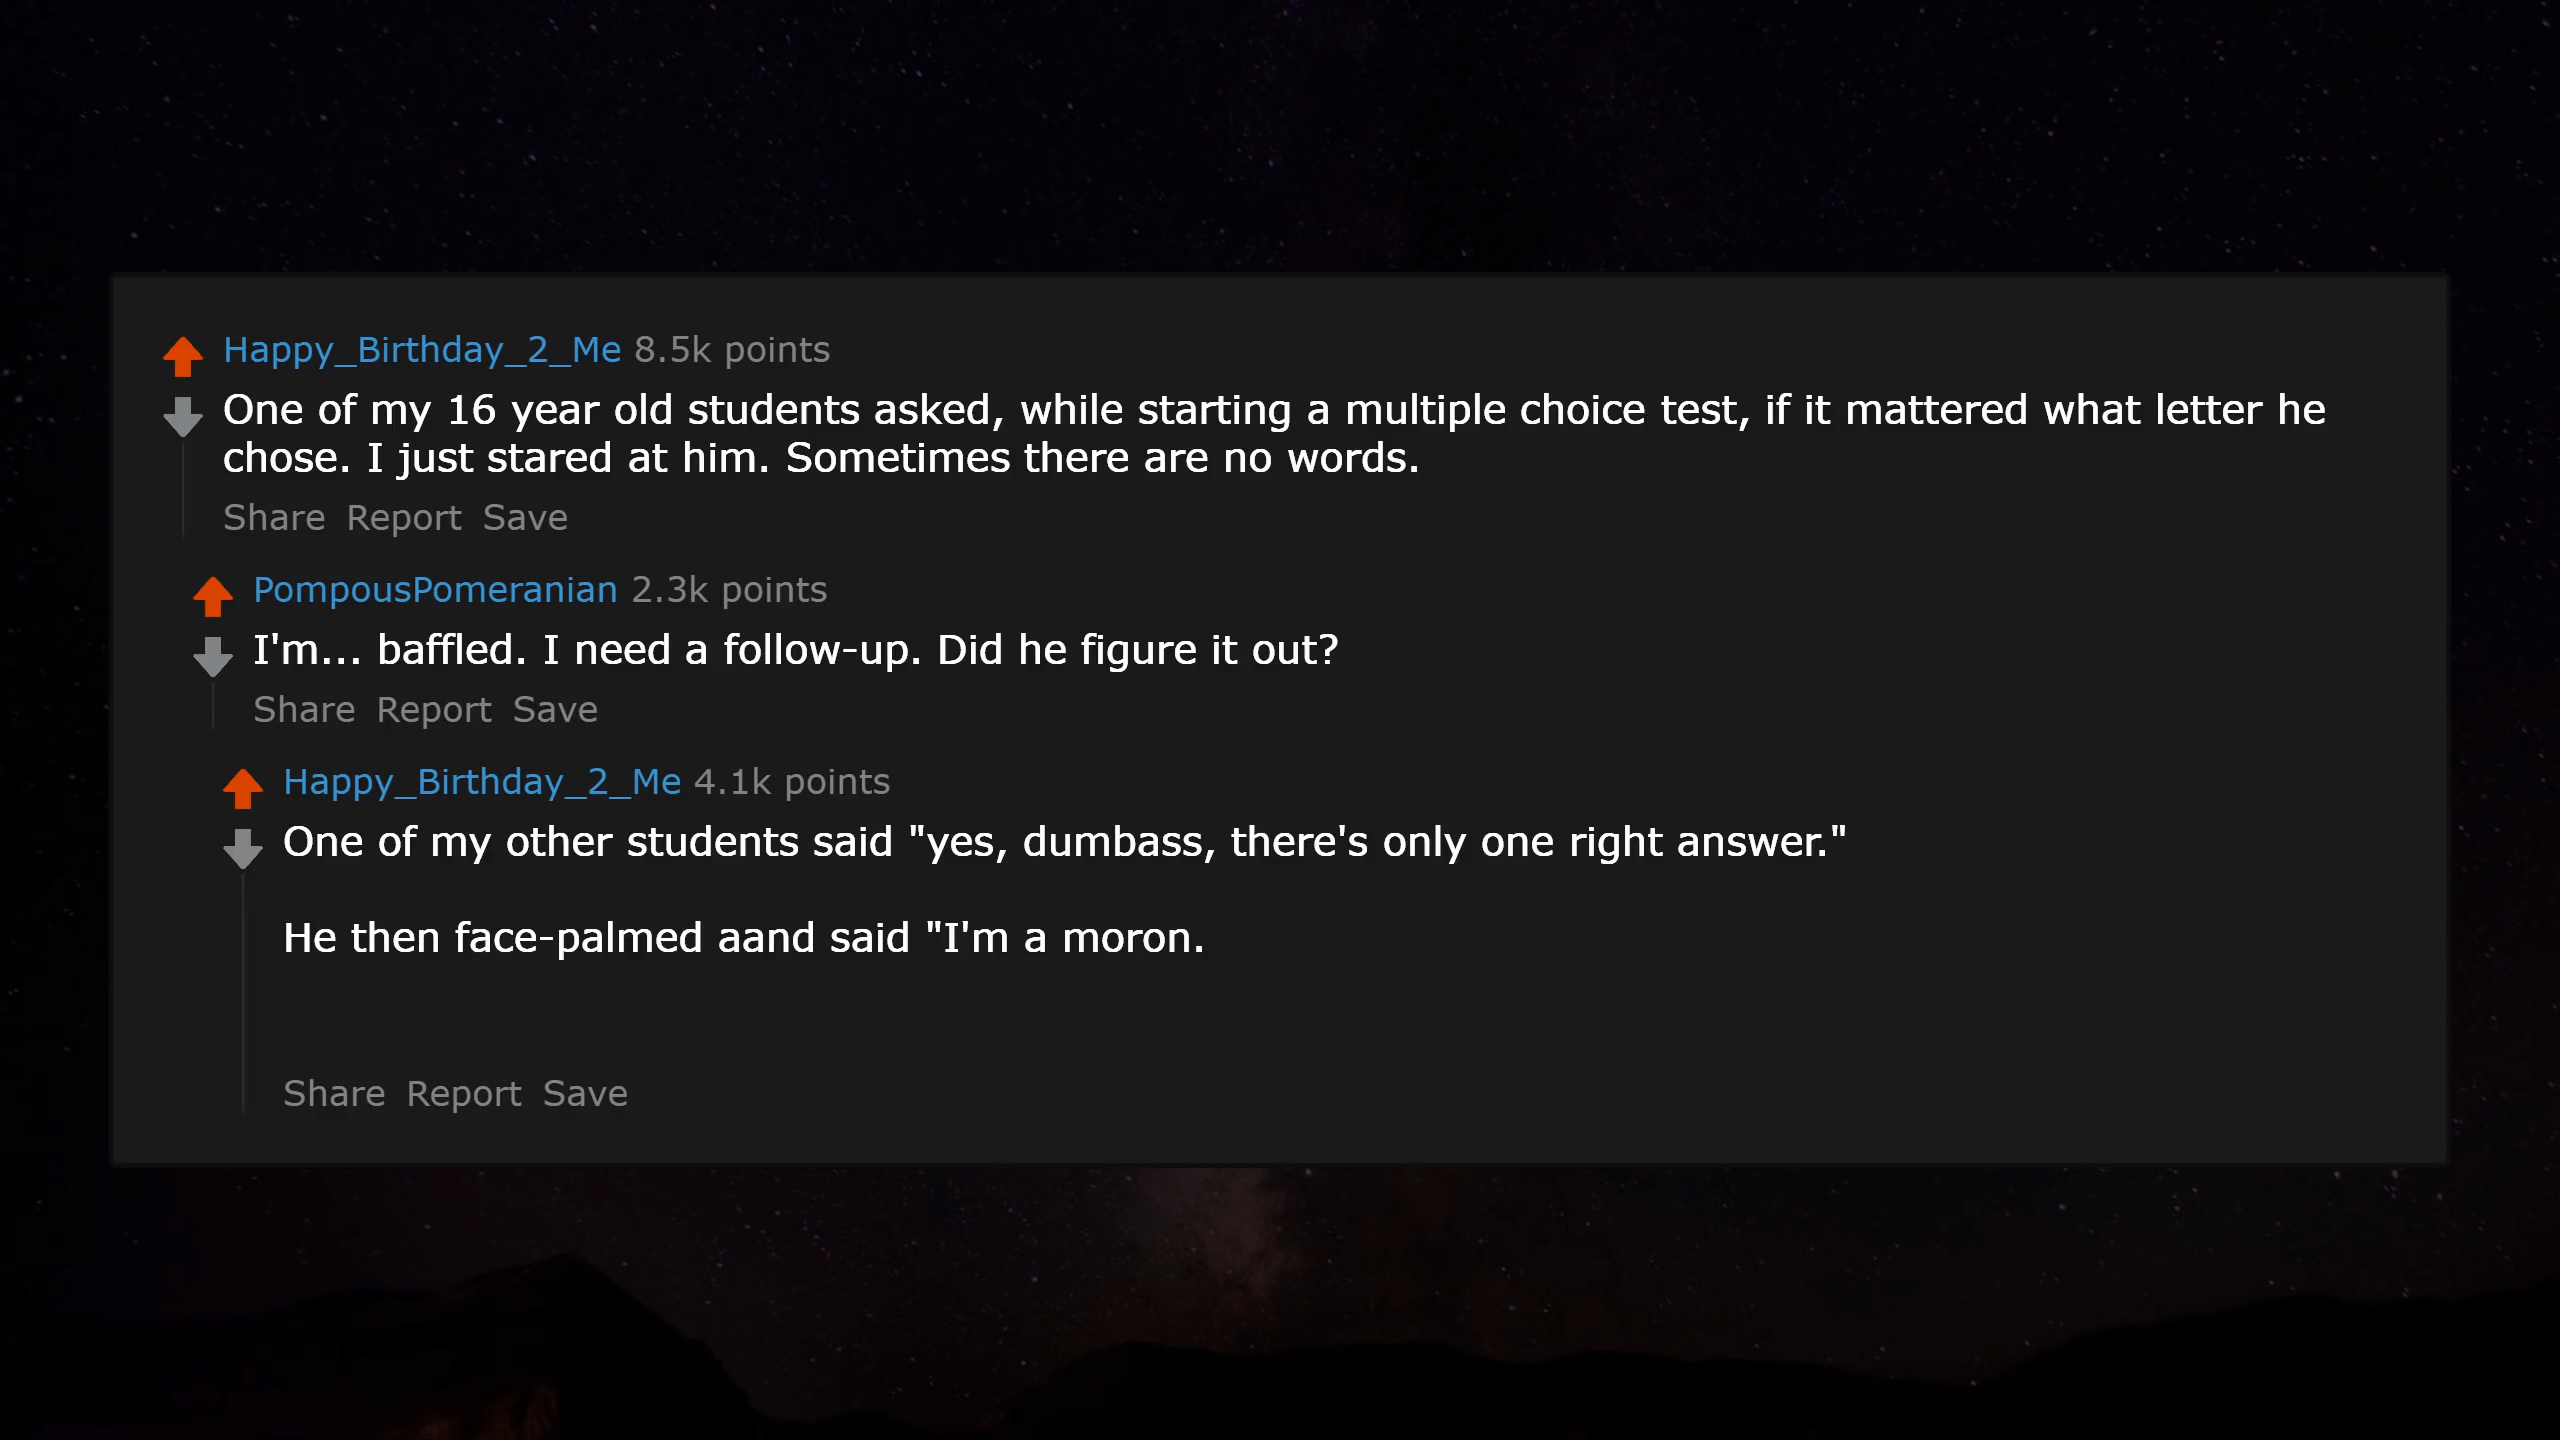 Happy_Birthday_2_Me 8.5k points
One of my 16 year old students asked, while starting a multiple choice test, if it mattered what letter he
chose. I just stared at him. Sometimes there are no words.
Share Report Save
PompousPomeranian 2.3k points
I'm... baffled. I need a follow-up. Did he figure it out?
Share Report Save
Happy_Birthday_2_Me 4.1k points
One of my other students said "yes, dumbass, there's only one right answer."
He then face-palmed aand said "I'm a moron.
Share Report Save